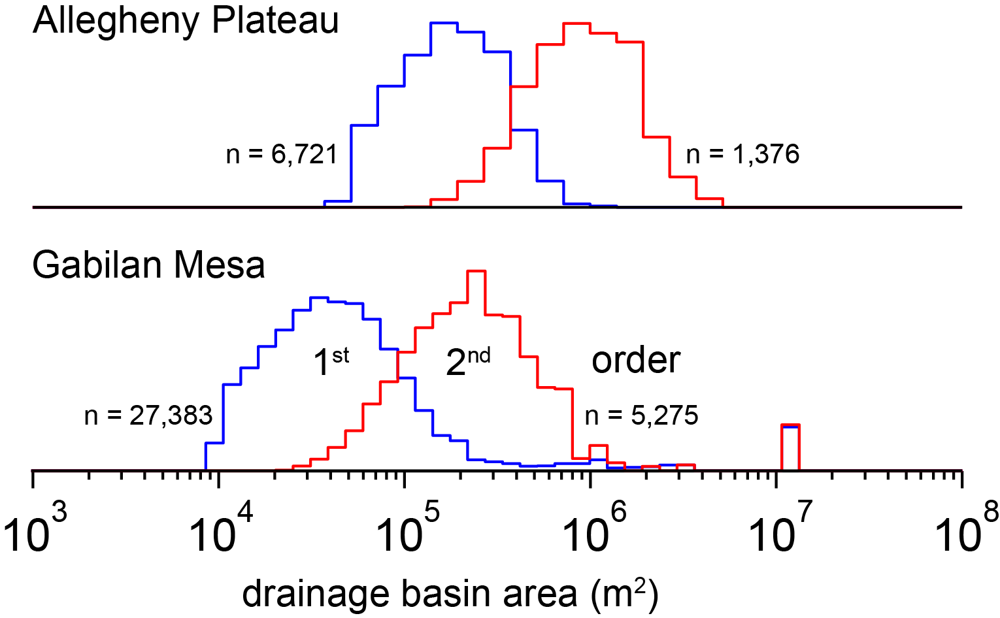 Allegheny Plateau
n = 6,721
n = 1,376
Gabilan Mesa
1ˢᵗ 2ⁿᵈ order
n = 27,383
n = 5,275
10³ 10⁴ 10⁵ 10⁶ 10⁷ 10⁸
drainage basin area (m²)